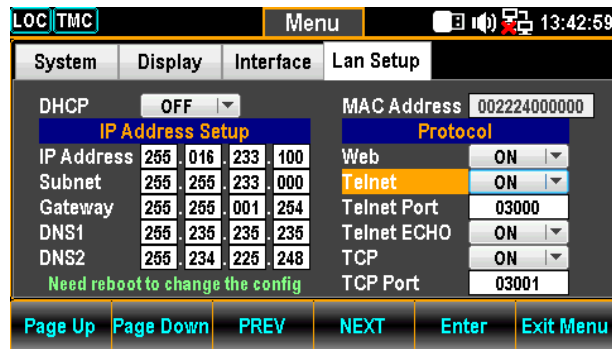 LOC TMC Menu 13:42:59
System Display Interface Lan Setup
DHCP OFF MAC Address 002224000000
IP Address Setup Protocol
IP Address 255 . 016 . 233 . 100 Web ON
Subnet 255 . 255 . 233 . 000 Telnet ON
Gateway 255 . 255 . 001 . 254 Telnet Port 03000
DNS1 255 . 235 . 235 . 235 Telnet ECHO ON
DNS2 255 . 234 . 225 . 248 TCP ON
Need reboot to change the config TCP Port 03001
Page Up Page Down PREV NEXT Enter Exit Menu